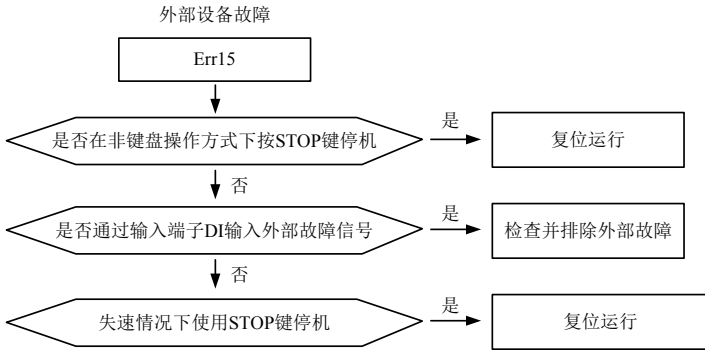 外部设备故障
Err15
是否在非键盘操作方式下按STOP键停机
是
复位运行
否
是否通过输入端子DI输入外部故障信号
是
检查并排除外部故障
否
失速情况下使用STOP键停机
是
复位运行